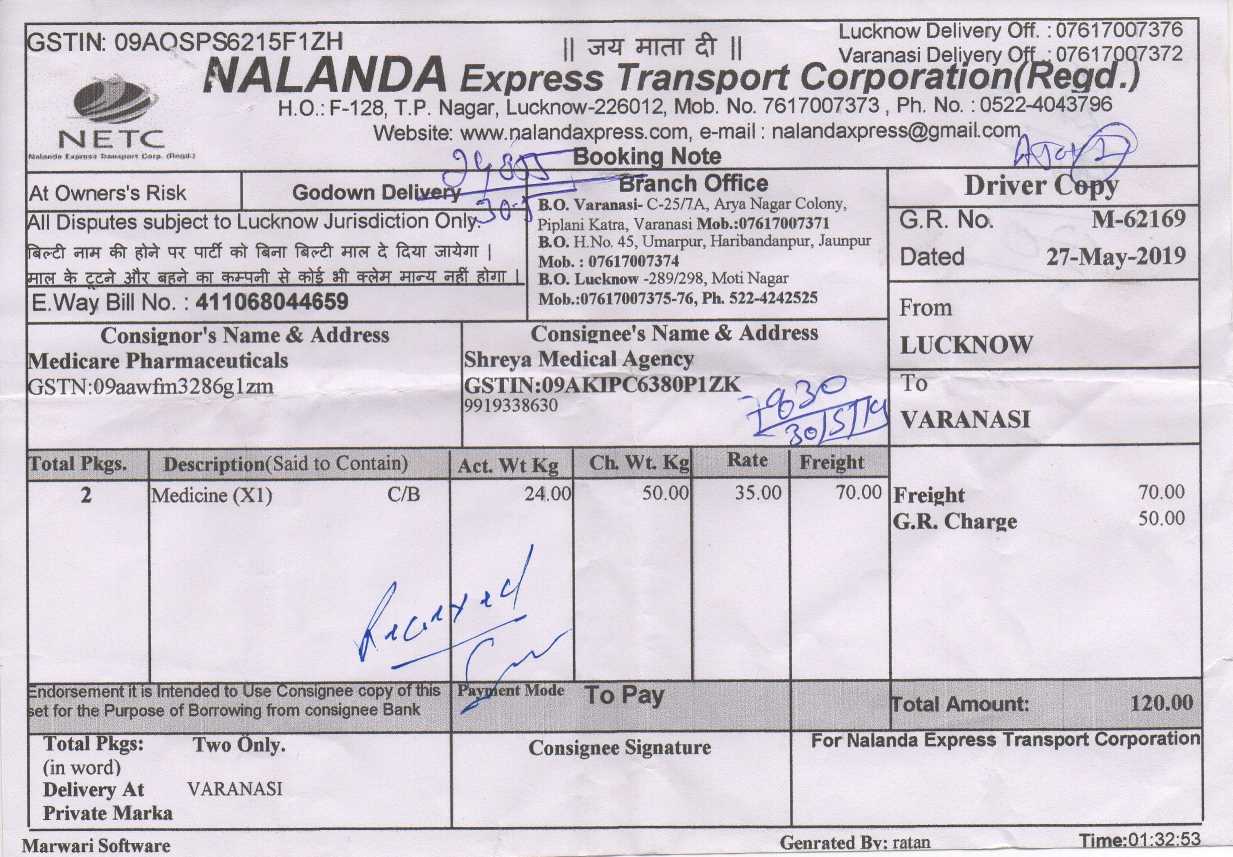 GSTIN: 09AQSPS6215F1ZH
|| जय माता दी ||
Lucknow Delivery Off. : 07617007376
Varanasi Delivery Off. : 07617007372
NALANDA Express Transport Corporation(Regd.)
H.O.: F-128, T.P. Nagar, Lucknow-226012, Mob. No. 7617007373 , Ph. No. : 0522-4043796
Website: www.nalandaxpress.com, e-mail : nalandaxpress@gmail.com
NETC
Nalanda Express Transport Corp. (Regd.)
Booking Note
At Owners's Risk
Godown Delivery
Branch Office
Driver Copy
All Disputes subject to Lucknow Jurisdiction Only.
बिल्टी नाम की होने पर पार्टी को बिना बिल्टी माल दे दिया जायेगा |
माल के टूटने और बहने का कम्पनी से कोई भी क्लेम मान्य नहीं होगा |
E.Way Bill No. : 411068044659
B.O. Varanasi- C-25/7A, Arya Nagar Colony,
Piplani Katra, Varanasi Mob.:07617007371
B.O. H.No. 45, Umarpur, Haribandanpur, Jaunpur
Mob. : 07617007374
B.O. Lucknow -289/298, Moti Nagar
Mob.:07617007375-76, Ph. 522-4242525
G.R. No. M-62169
Dated 27-May-2019
From
LUCKNOW
To
VARANASI
Consignor's Name & Address
Medicare Pharmaceuticals
GSTN:09aawfm3286g1zm
Consignee's Name & Address
Shreya Medical Agency
GSTIN:09AKIPC6380P1ZK
9919338630
30/5/19
Total Pkgs. Description(Said to Contain) Act. Wt Kg Ch. Wt. Kg Rate Freight
2 Medicine (X1) C/B 24.00 50.00 35.00 70.00
Freight 70.00
G.R. Charge 50.00
Received
Endorsement it is Intended to Use Consignee copy of this
set for the Purpose of Borrowing from consignee Bank
Payment Mode To Pay
Total Amount: 120.00
Total Pkgs: Two Only.
(in word)
Delivery At VARANASI
Private Marka
Consignee Signature
For Nalanda Express Transport Corporation
Marwari Software
Genrated By: ratan
Time:01:32:53